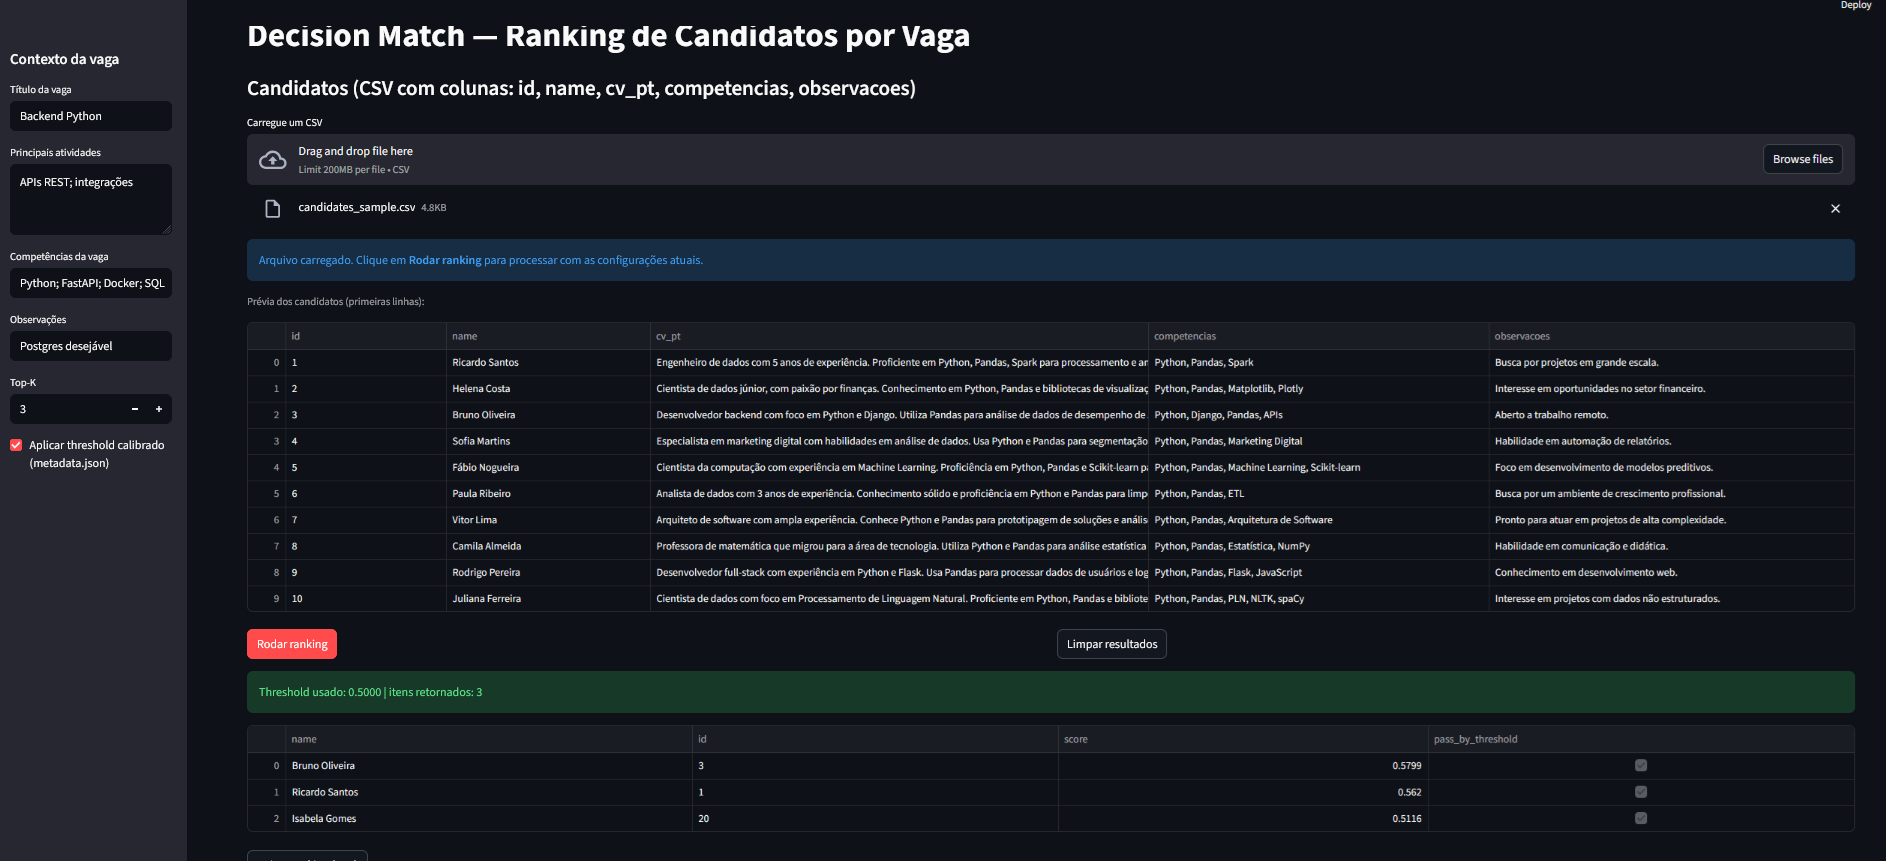 Deploy
Contexto da vaga
Título da vaga
Backend Python
Principais atividades
APIs REST; integrações
Competências da vaga
Python; FastAPI; Docker; SQL
Observações
Postgres desejável
Top-K
3
Aplicar threshold calibrado
(metadata.json)
Decision Match — Ranking de Candidatos por Vaga
Candidatos (CSV com colunas: id, name, cv_pt, competencias, observacoes)
Carregue um CSV
Drag and drop file here
Limit 200MB per file • CSV
Browse files
candidates_sample.csv 4.8KB
Arquivo carregado. Clique em Rodar ranking para processar com as configurações atuais.
Prévia dos candidatos (primeiras linhas):
id name cv_pt competencias observacoes
0 1 Ricardo Santos Engenheiro de dados com 5 anos de experiência. Proficiente em Python, Pandas, Spark para processamento e ar Python, Pandas, Spark Busca por projetos em grande escala.
1 2 Helena Costa Cientista de dados júnior, com paixão por finanças. Conhecimento em Python, Pandas e bibliotecas de visualizaç Python, Pandas, Matplotlib, Plotly Interesse em oportunidades no setor financeiro.
2 3 Bruno Oliveira Desenvolvedor backend com foco em Python e Django. Utiliza Pandas para análise de dados de desempenho de Python, Django, Pandas, APIs Aberto a trabalho remoto.
3 4 Sofia Martins Especialista em marketing digital com habilidades em análise de dados. Usa Python e Pandas para segmentação Python, Pandas, Marketing Digital Habilidade em automação de relatórios.
4 5 Fábio Nogueira Cientista da computação com experiência em Machine Learning. Proficiência em Python, Pandas e Scikit-learn pa Python, Pandas, Machine Learning, Scikit-learn Foco em desenvolvimento de modelos preditivos.
5 6 Paula Ribeiro Analista de dados com 3 anos de experiência. Conhecimento sólido e proficiência em Python e Pandas para limp Python, Pandas, ETL Busca por um ambiente de crescimento profissional.
6 7 Vitor Lima Arquiteto de software com ampla experiência. Conhece Python e Pandas para prototipagem de soluções e anális Python, Pandas, Arquitetura de Software Pronto para atuar em projetos de alta complexidade.
7 8 Camila Almeida Professora de matemática que migrou para a área de tecnologia. Utiliza Python e Pandas para análise estatística Python, Pandas, Estatística, NumPy Habilidade em comunicação e didática.
8 9 Rodrigo Pereira Desenvolvedor full-stack com experiência em Python e Flask. Usa Pandas para processar dados de usuários e log Python, Pandas, Flask, JavaScript Conhecimento em desenvolvimento web.
9 10 Juliana Ferreira Cientista de dados com foco em Processamento de Linguagem Natural. Proficiente em Python, Pandas e bibliote Python, Pandas, PLN, NLTK, spaCy Interesse em projetos com dados não estruturados.
Rodar ranking Limpar resultados
Threshold usado: 0.5000 | itens retornados: 3
name id score pass_by_threshold
0 Bruno Oliveira 3 0.5799
1 Ricardo Santos 1 0.562
2 Isabela Gomes 20 0.5116